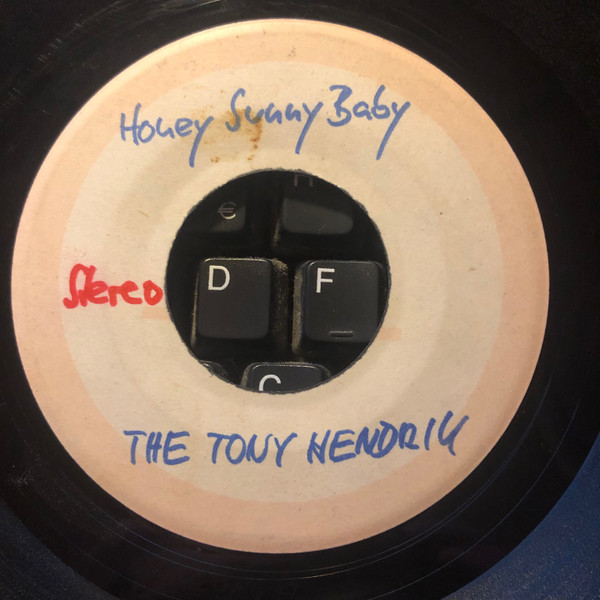 Honey Sunny Baby
Stereo
€
D F
C
THE TONY HENDRIK